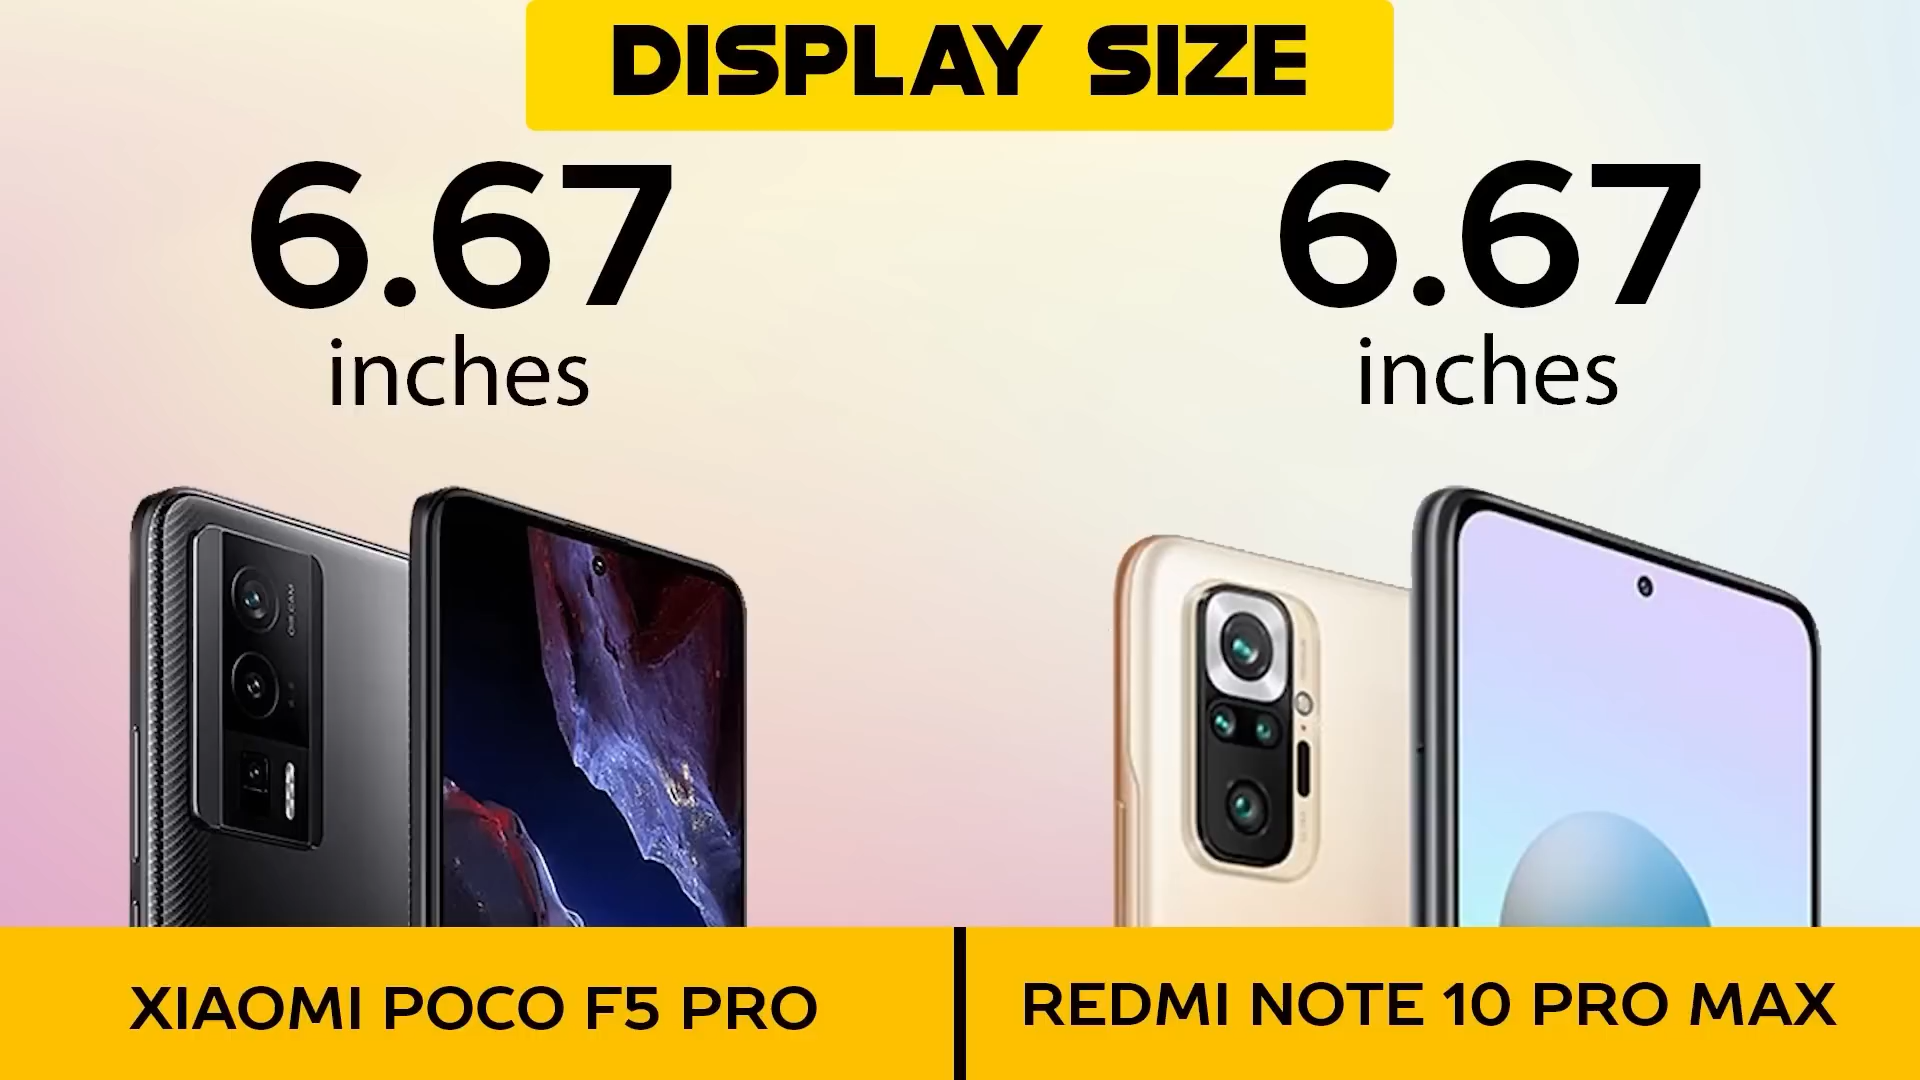 DISPLAY SIZE
6.67
inches
6.67
inches
XIAOMI POCO F5 PRO
REDMI NOTE 10 PRO MAX